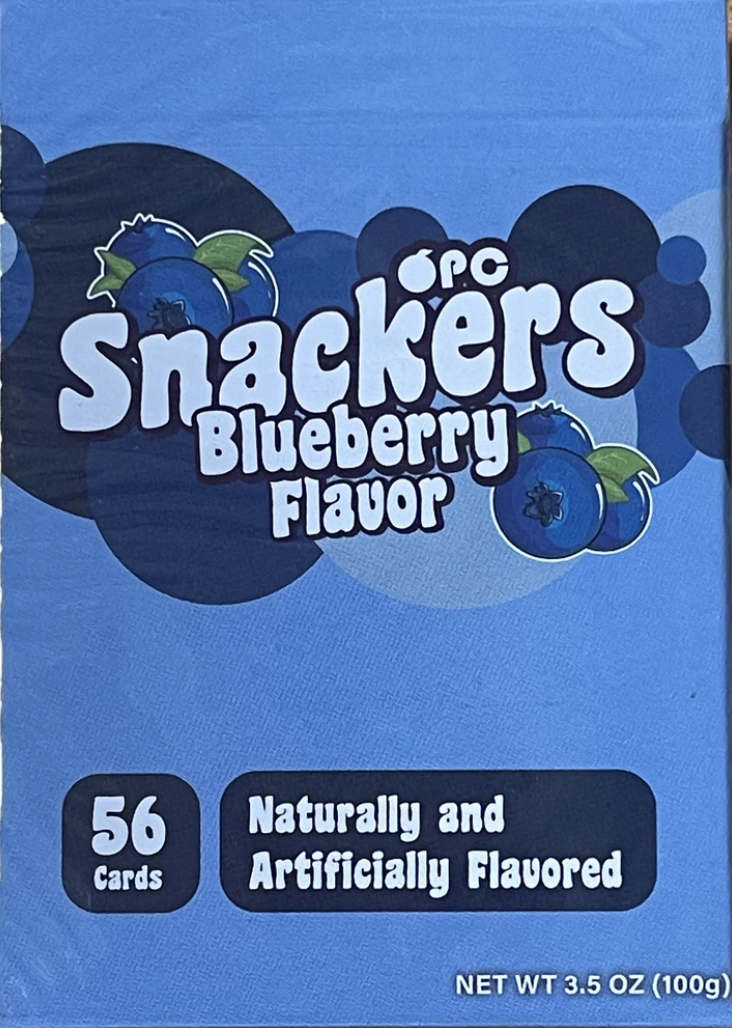 OPC
Snackers
Blueberry
Flavor
56
Cards
Naturally and
Artificially Flavored
NET WT 3.5 OZ (100g)